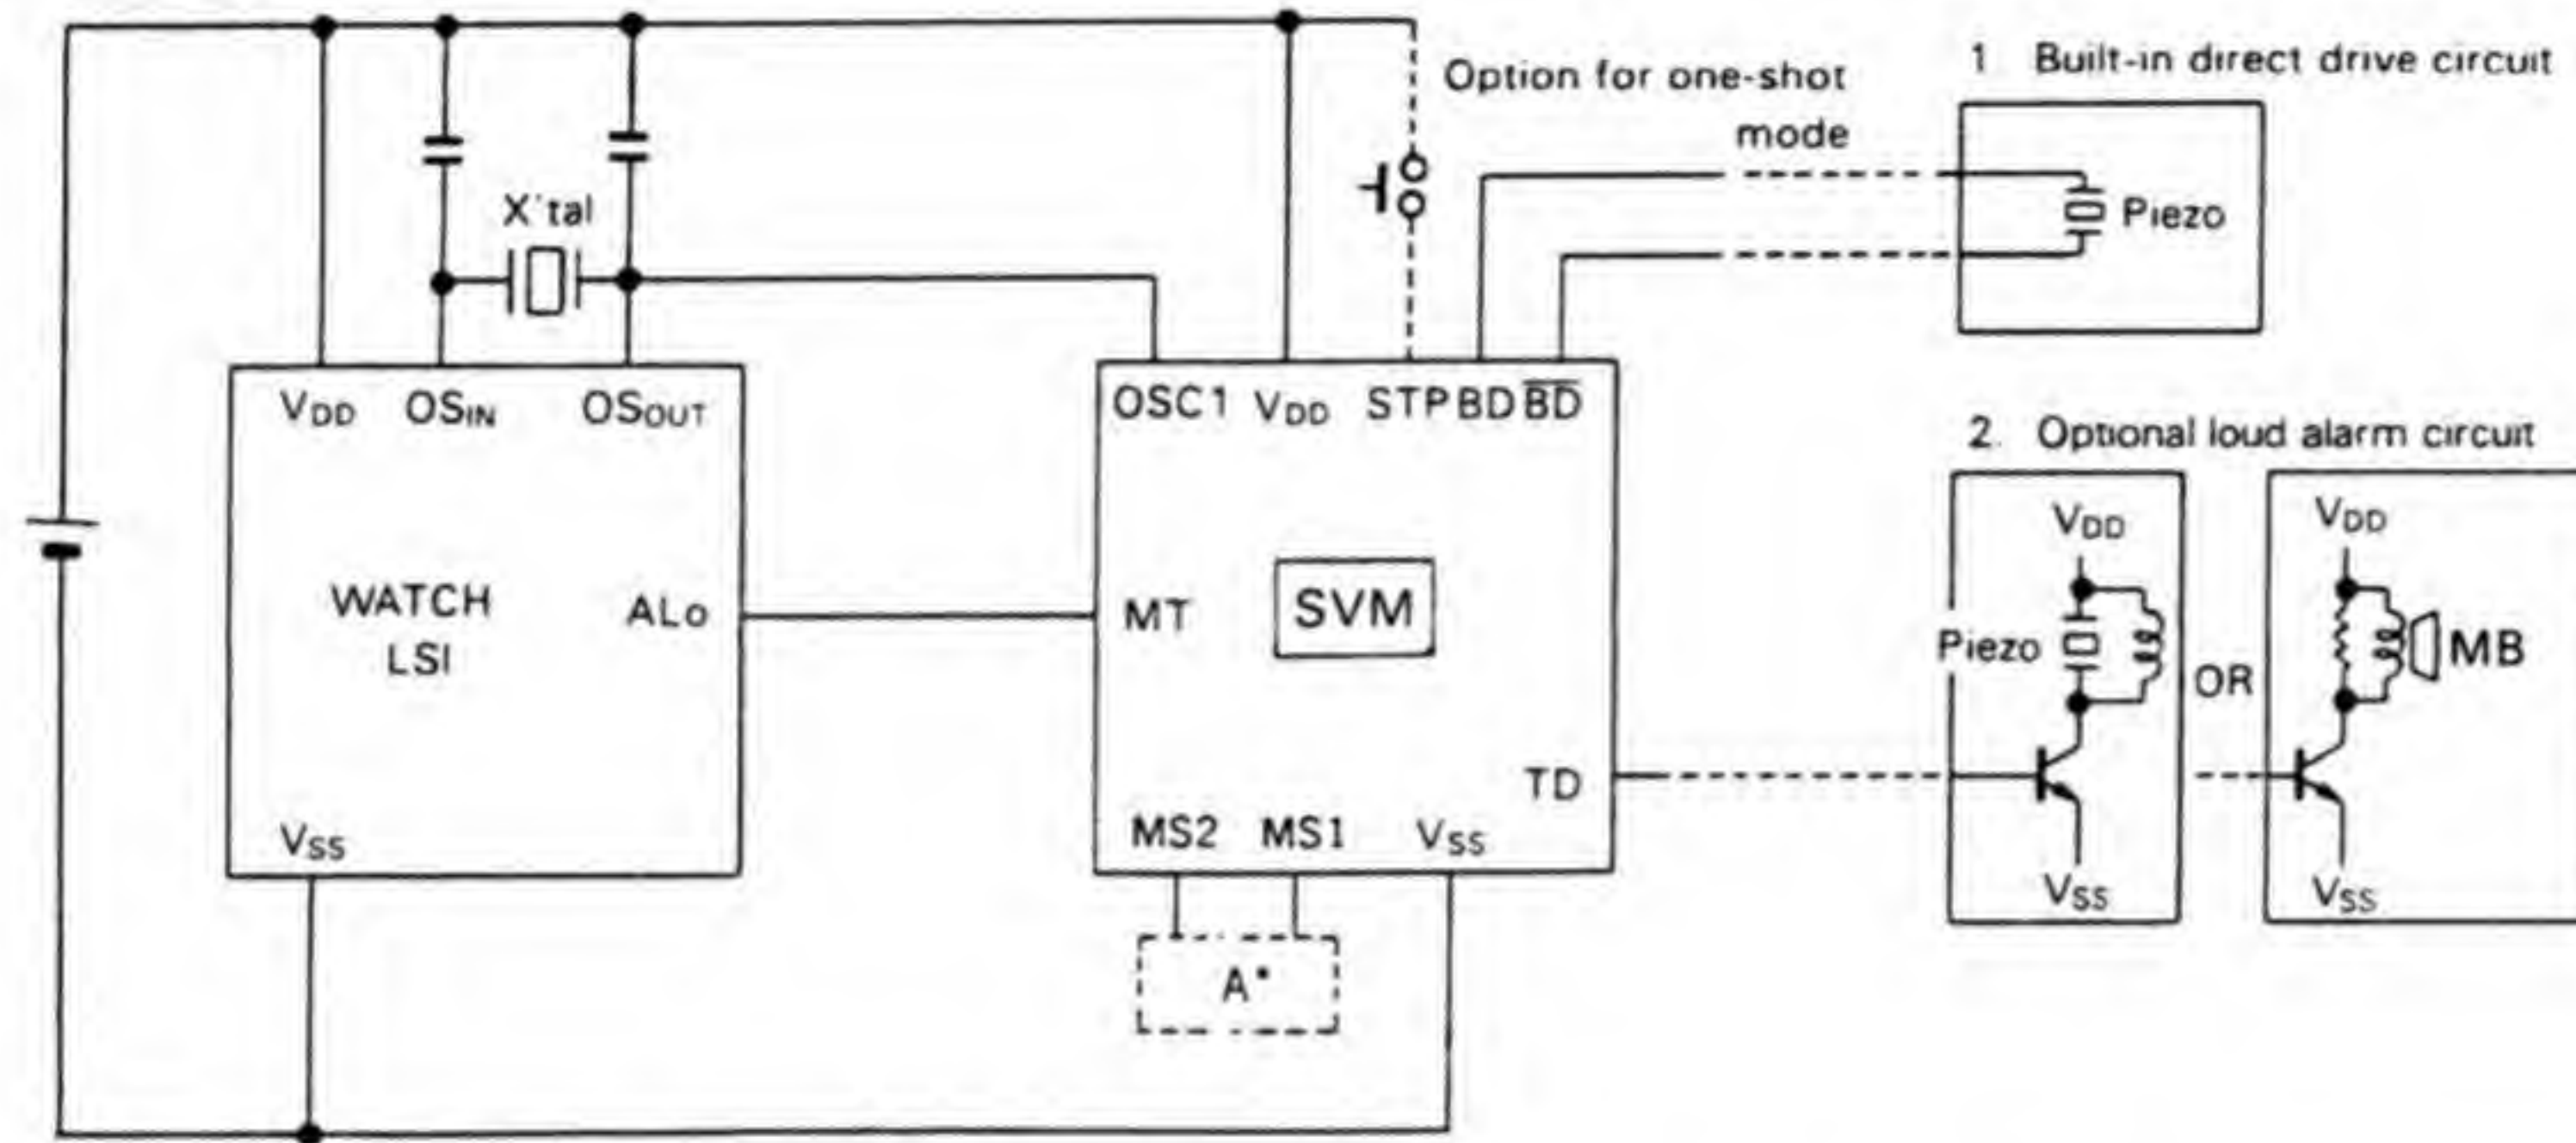 1. Built-in direct drive circuit
Option for one-shot
mode
X'tal
Piezo
VDD OSIN OSOUT
OSC1 VDD STP BD B̅D̅
2. Optional loud alarm circuit
VDD
VDD
WATCH
LSI
ALo
MT
SVM
Piezo
OR
MB
TD
VSS
MS2 MS1 VSS
VSS
VSS
A*